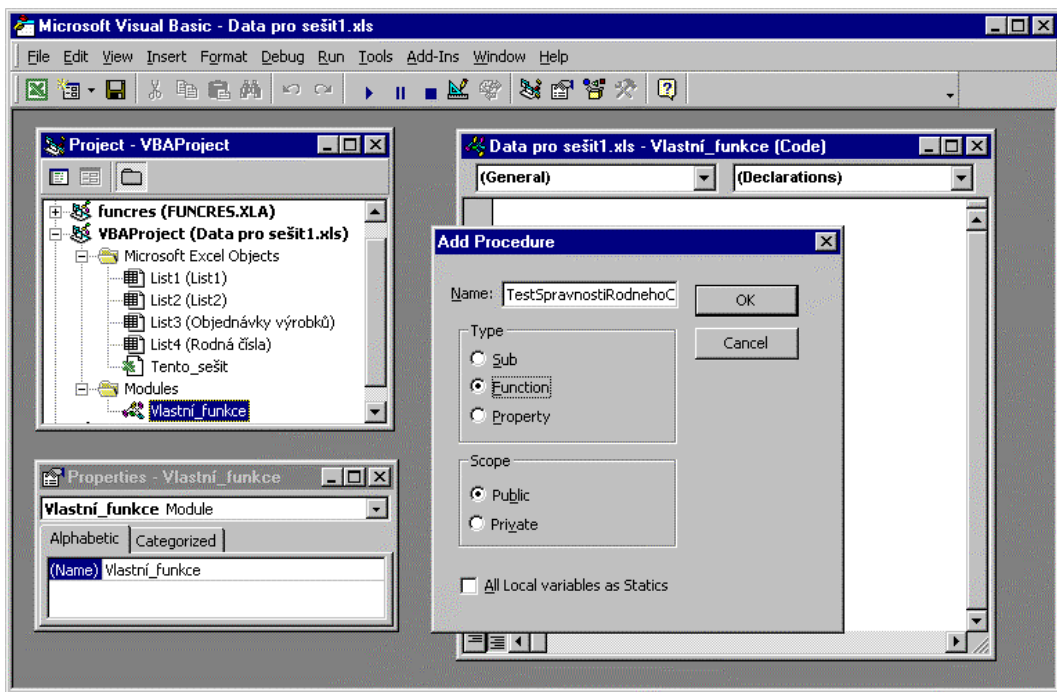 Microsoft Visual Basic - Data pro sešit1.xls
File Edit View Insert Format Debug Run Tools Add-Ins Window Help
Project - VBAProject
funcres (FUNCRES.XLA)
VBAProject (Data pro sešit1.xls)
Microsoft Excel Objects
List1 (List1)
List2 (List2)
List3 (Objednávky výrobků)
List4 (Rodná čísla)
Tento_sešit
Modules
Vlastní_funkce
Properties - Vlastní_funkce
Vlastní_funkce Module
Alphabetic Categorized
(Name) Vlastní_funkce
Data pro sešit1.xls - Vlastní_funkce (Code)
(General) (Declarations)
Add Procedure
Name: TestSpravnostiRodnehoC
OK
Type
Cancel
Sub
Function
Property
Scope
Public
Private
All Local variables as Statics